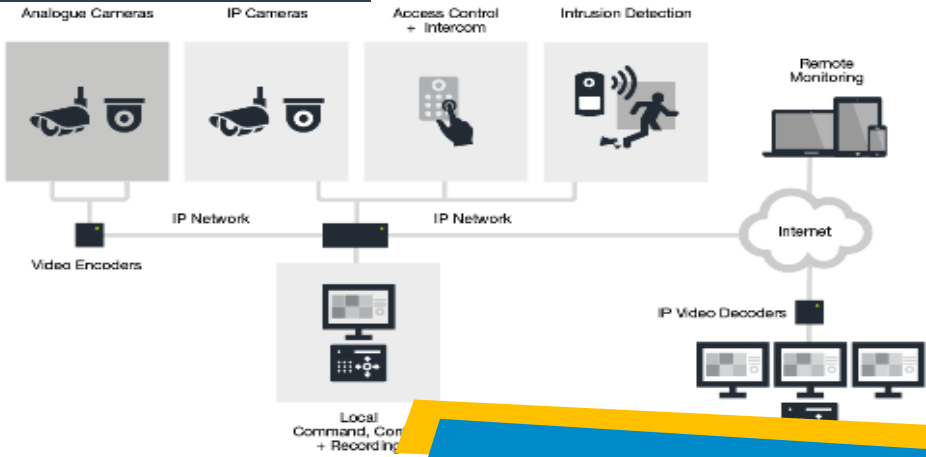 Analogue Cameras
IP Cameras
Access Control
+ Intercom
Intrusion Detection
Remote
Monitoring
IP Network
IP Network
Internet
Video Encoders
IP Video Decoders
Local
Command,
+ Recording